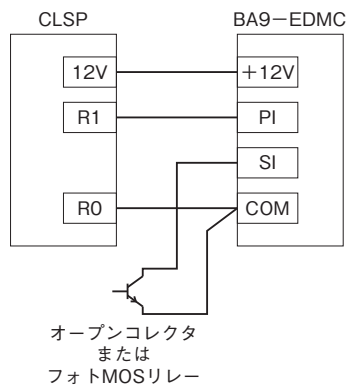 CLSP
BA9−EDMC
12V
+12V
R1
PI
SI
R0
COM
オープンコレクタ
または
フォトMOSリレー